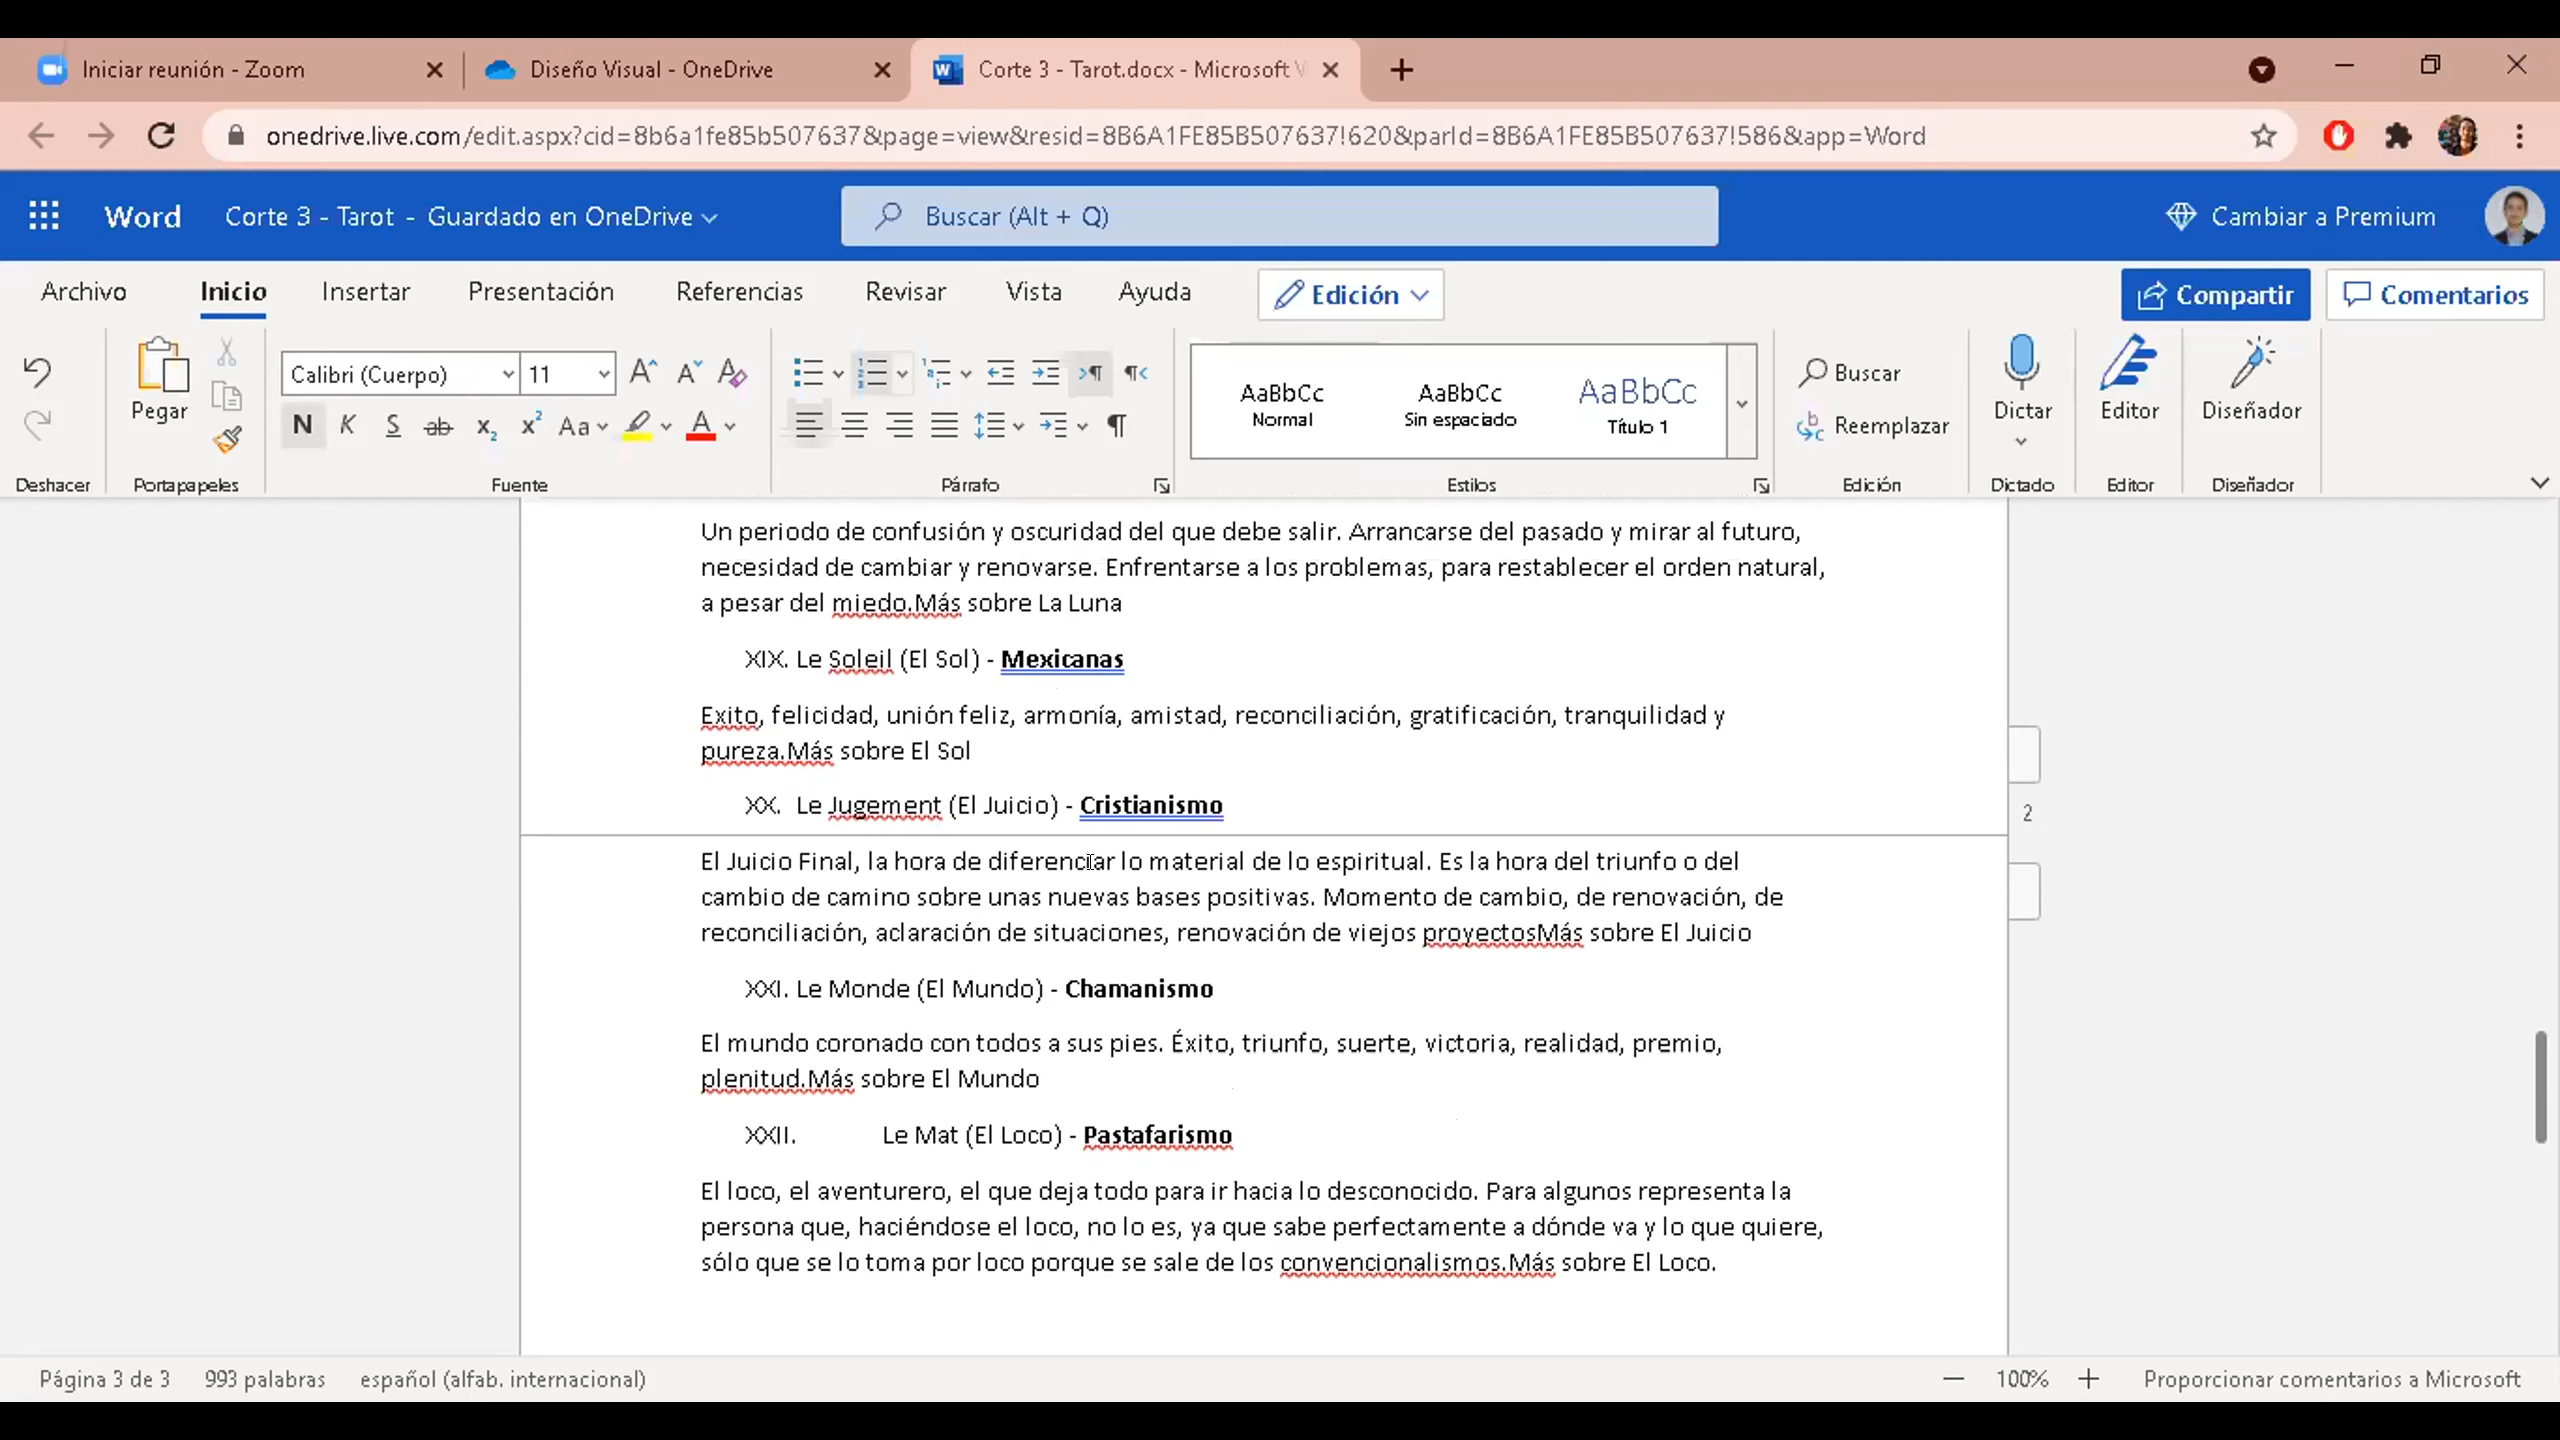 Iniciar reunión - Zoom
Diseño Visual - OneDrive
Corte 3 - Tarot.docx - Microsoft
onedrive.live.com/edit.aspx?cid=8b6a1fe85b507637&page=view&resid=8B6A1FE85B507637!620&parId=8B6A1FE85B507637!586&app=Word
Word
Corte 3 - Tarot - Guardado en OneDrive
Buscar (Alt + Q)
Cambiar a Premium
Archivo
Inicio
Insertar
Presentación
Referencias
Revisar
Vista
Ayuda
Edición
Compartir
Comentarios
Pegar
Calibri (Cuerpo)
11
N K S ab x₂ x² Aa A
AaBbCc
Normal
AaBbCc
Sin espaciado
AaBbCc
Título 1
Buscar
Reemplazar
Dictar
Editor
Diseñador
Deshacer
Portapapeles
Fuente
Párrafo
Estilos
Edición
Dictado
Editor
Diseñador
Un periodo de confusión y oscuridad del que debe salir. Arrancarse del pasado y mirar al futuro,
necesidad de cambiar y renovarse. Enfrentarse a los problemas, para restablecer el orden natural,
a pesar del miedo.Más sobre La Luna
XIX. Le Soleil (El Sol) - Mexicanas
Exito, felicidad, unión feliz, armonía, amistad, reconciliación, gratificación, tranquilidad y
pureza.Más sobre El Sol
XX. Le Jugement (El Juicio) - Cristianismo
2
El Juicio Final, la hora de diferenciar lo material de lo espiritual. Es la hora del triunfo o del
cambio de camino sobre unas nuevas bases positivas. Momento de cambio, de renovación, de
reconciliación, aclaración de situaciones, renovación de viejos proyectosMás sobre El Juicio
XXI. Le Monde (El Mundo) - Chamanismo
El mundo coronado con todos a sus pies. Éxito, triunfo, suerte, victoria, realidad, premio,
plenitud.Más sobre El Mundo
XXII. Le Mat (El Loco) - Pastafarismo
El loco, el aventurero, el que deja todo para ir hacia lo desconocido. Para algunos representa la
persona que, haciéndose el loco, no lo es, ya que sabe perfectamente a dónde va y lo que quiere,
sólo que se lo toma por loco porque se sale de los convencionalismos.Más sobre El Loco.
Página 3 de 3
993 palabras
español (alfab. internacional)
100%
Proporcionar comentarios a Microsoft